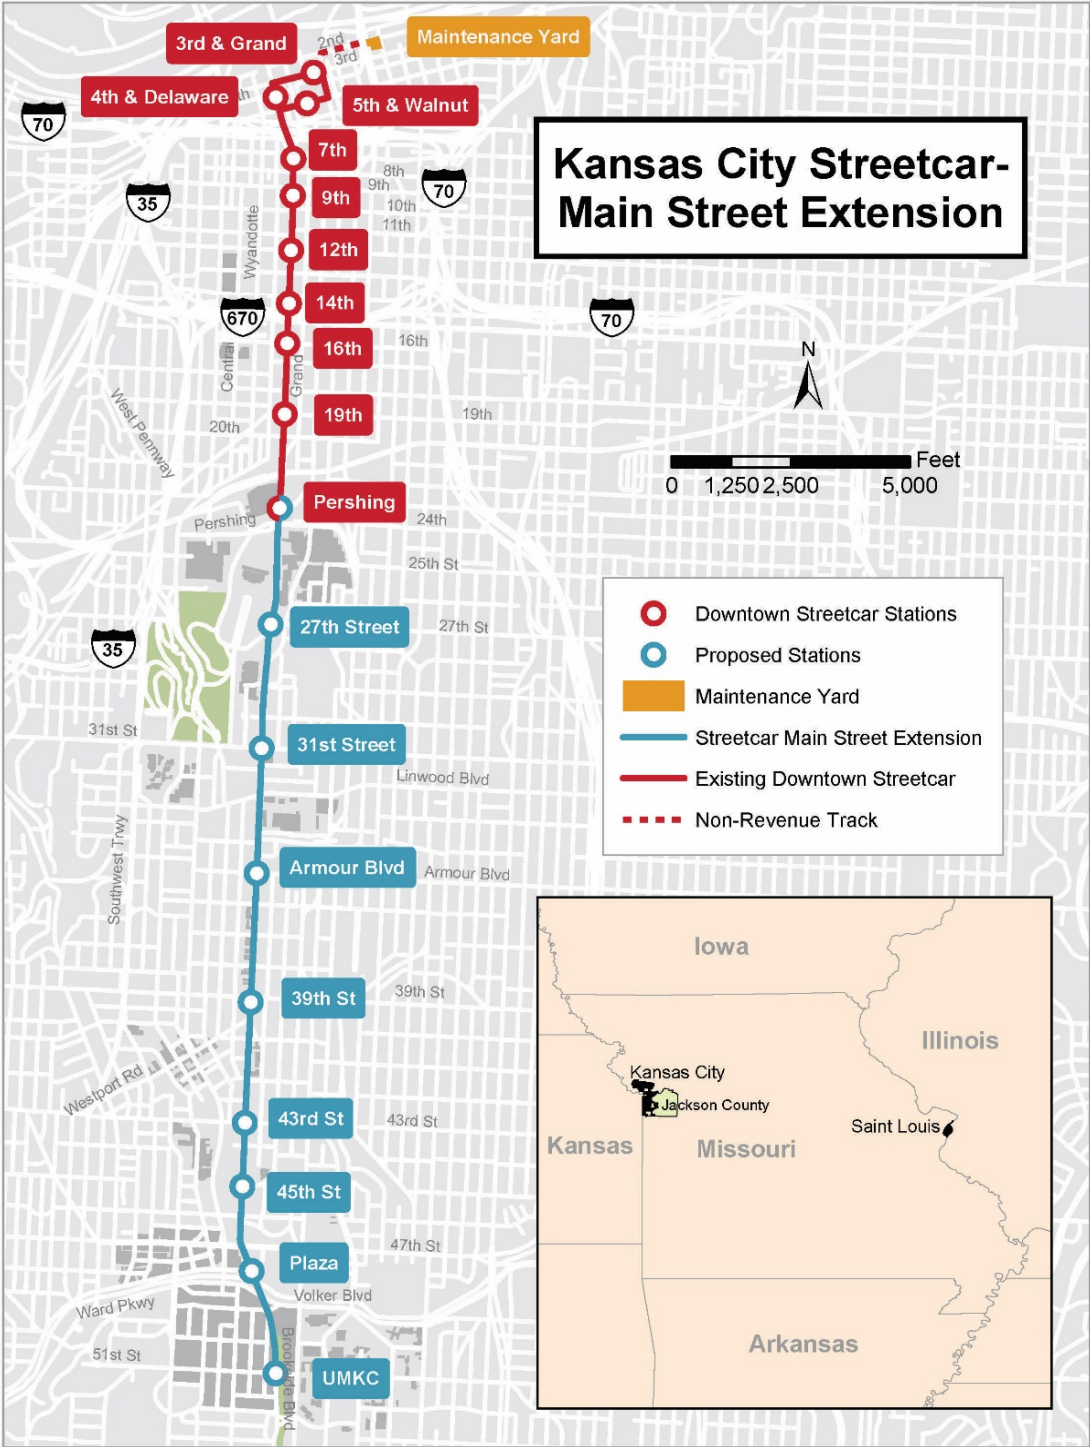 3rd & Grand
2nd
3rd
Maintenance Yard
4th & Delaware
th
5th & Walnut
70
7th
Kansas City Streetcar-
Main Street Extension
8th
9th
70
35
9th
10th
11th
Wyandotte
12th
14th
670
70
16th
16th
Central
Grand
N
West Pennway
19th
19th
20th
Feet
0 1,250 2,500 5,000
Pershing
Pershing
24th
25th St
27th Street
27th St
35
Downtown Streetcar Stations
Proposed Stations
Maintenance Yard
Streetcar Main Street Extension
Existing Downtown Streetcar
Non-Revenue Track
31st St
31st Street
Linwood Blvd
Southwest Trwy
Armour Blvd
Armour Blvd
39th St
39th St
Westport Rd
43rd St
43rd St
45th St
47th St
Plaza
Ward Pkwy
Volker Blvd
51st St
Brookside Blvd
UMKC
Iowa
Illinois
Kansas City
Jackson County
Saint Louis
Kansas
Missouri
Arkansas